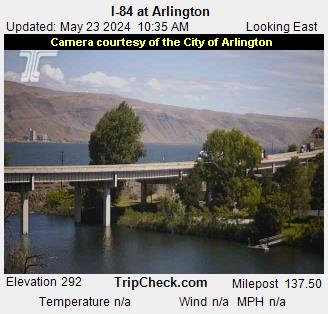 I-84 at Arlington
Updated: May 23 2024 10:35 AM Looking East
Camera courtesy of the City of Arlington
Elevation 292 TripCheck.com Milepost 137.50
Temperature n/a Wind n/a MPH n/a